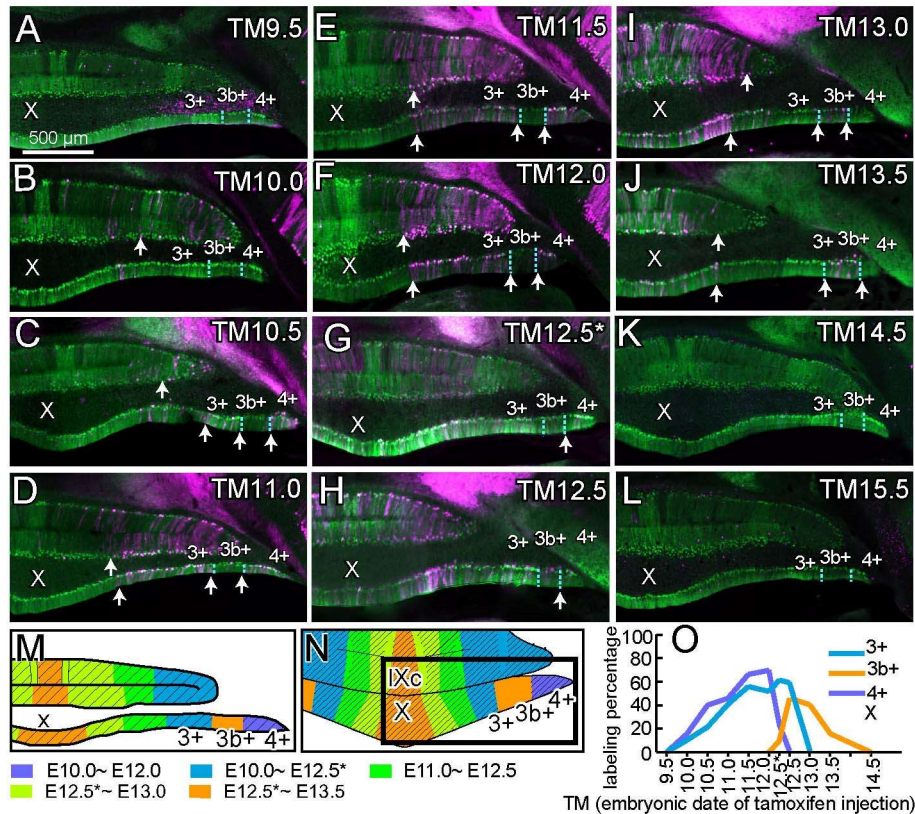 A TM9.5
3+ 3b+ 4+
X
500 µm
B TM10.0
3+ 3b+ 4+
X
C TM10.5
3+ 3b+ 4+
X
D TM11.0
3+ 3b+ 4+
X
E TM11.5
3+ 3b+ 4+
X
F TM12.0
3+ 3b+ 4+
X
G TM12.5*
3+ 3b+ 4+
X
H TM12.5
3+ 3b+ 4+
X
I TM13.0
3+ 3b+ 4+
X
J TM13.5
3+ 3b+ 4+
X
K TM14.5
3+ 3b+ 4+
X
L TM15.5
3+ 3b+ 4+
X
M
X
3+ 3b+ 4+
N
IXc
X
3+ 3b+ 4+
E10.0~ E12.0
E10.0~ E12.5*
E11.0~ E12.5
E12.5*~ E13.0
E12.5*~ E13.5
O
labeling percentage
100
80
60
40
20
0
3+
3b+
4+
X
9.5 10.0 10.5 11.0 11.5 12.0 12.5* 12.5 13.0 13.5 14.5
TM (embryonic date of tamoxifen injection)